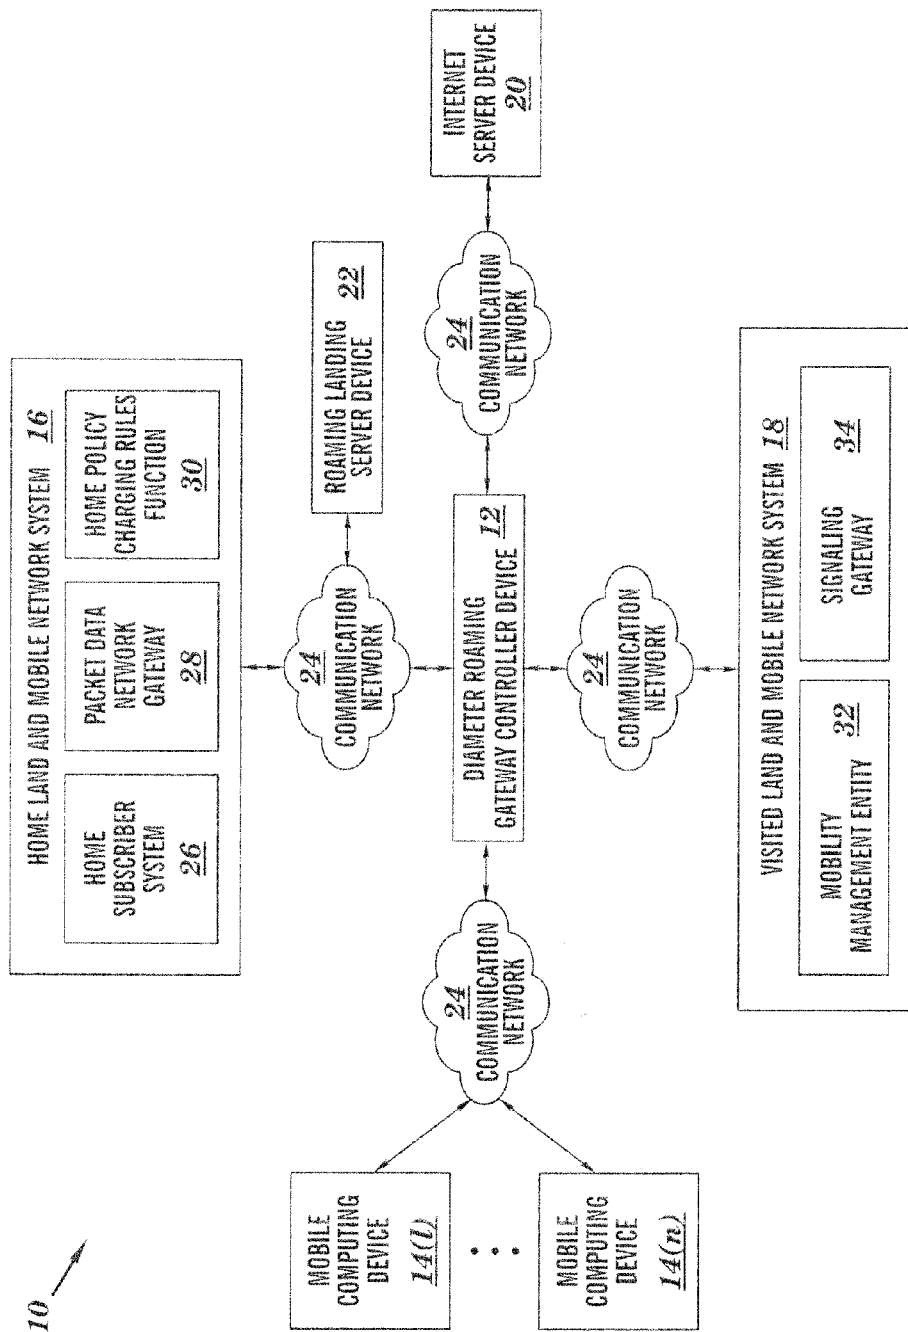 10
HOME LAND AND MOBILE NETWORK SYSTEM 16
HOME
SUBSCRIBER
SYSTEM
26
PACKET DATA
NETWORK
GATEWAY
28
HOME POLICY
CHARGING RULES
FUNCTION
30
24
COMMUNICATION
NETWORK
ROAMING LANDING
SERVER DEVICE 22
MOBILE
COMPUTING
DEVICE
14(1)
MOBILE
COMPUTING
DEVICE
14(n)
24
COMMUNICATION
NETWORK
DIAMETER ROAMING
GATEWAY CONTROLLER DEVICE 12
24
COMMUNICATION
NETWORK
INTERNET
SERVER DEVICE
20
24
COMMUNICATION
NETWORK
VISITED LAND AND MOBILE NETWORK SYSTEM 18
MOBILITY
MANAGEMENT ENTITY
32
SIGNALING
GATEWAY
34